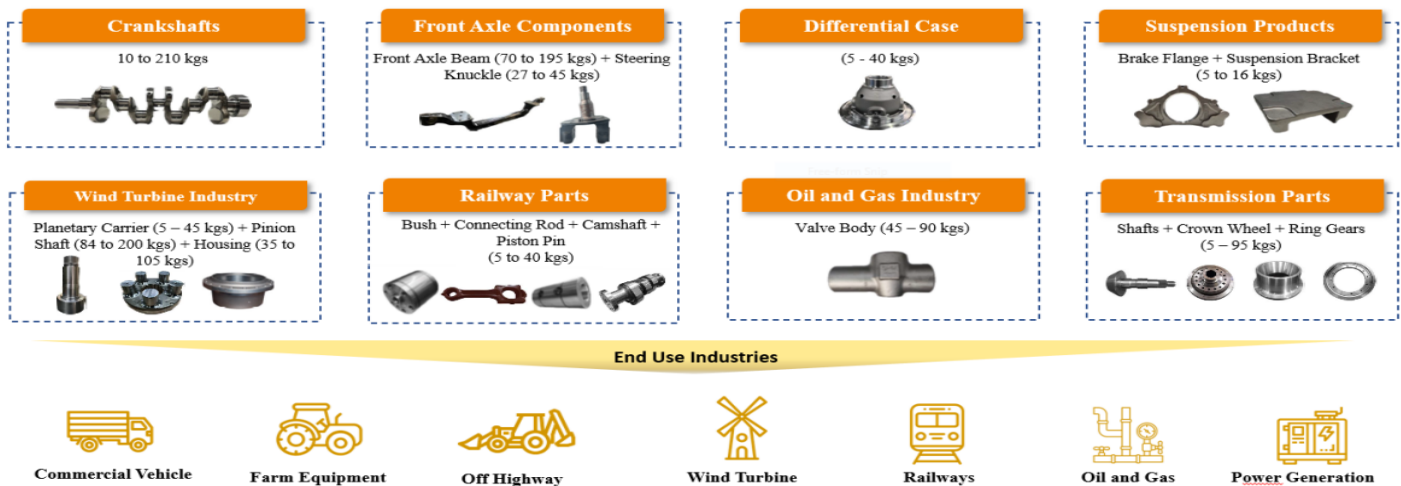 Crankshafts
10 to 210 kgs
Front Axle Components
Front Axle Beam (70 to 195 kgs) + Steering
Knuckle (27 to 45 kgs)
Differential Case
(5 - 40 kgs)
Suspension Products
Brake Flange + Suspension Bracket
(5 to 16 kgs)
Wind Turbine Industry
Planetary Carrier (5 – 45 kgs) + Pinion
Shaft (84 to 200 kgs) + Housing (35 to
105 kgs)
Railway Parts
Bush + Connecting Rod + Camshaft +
Piston Pin
(5 to 40 kgs)
Oil and Gas Industry
Valve Body (45 – 90 kgs)
Transmission Parts
Shafts + Crown Wheel + Ring Gears
(5 – 95 kgs)
End Use Industries
Commercial Vehicle
Farm Equipment
Off Highway
Wind Turbine
Railways
Oil and Gas
Power Generation